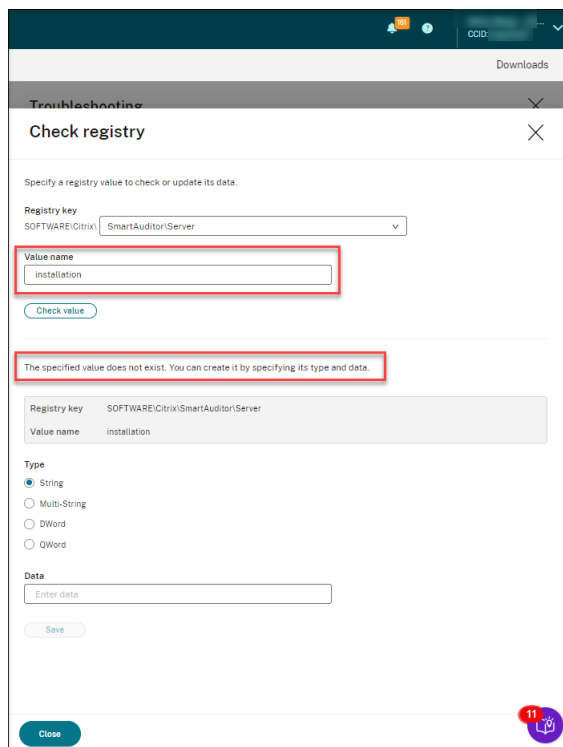 161
?
CCID:
Downloads
Troubleshooting
Check registry
Specify a registry value to check or update its data.
Registry key
SOFTWARE\Citrix\ SmartAuditor\Server
Value name
installation
Check value
The specified value does not exist. You can create it by specifying its type and data.
Registry key SOFTWARE\Citrix\SmartAuditor\Server
Value name installation
Type
String
Multi-String
DWord
QWord
Data
Enter data
Save
11
Close